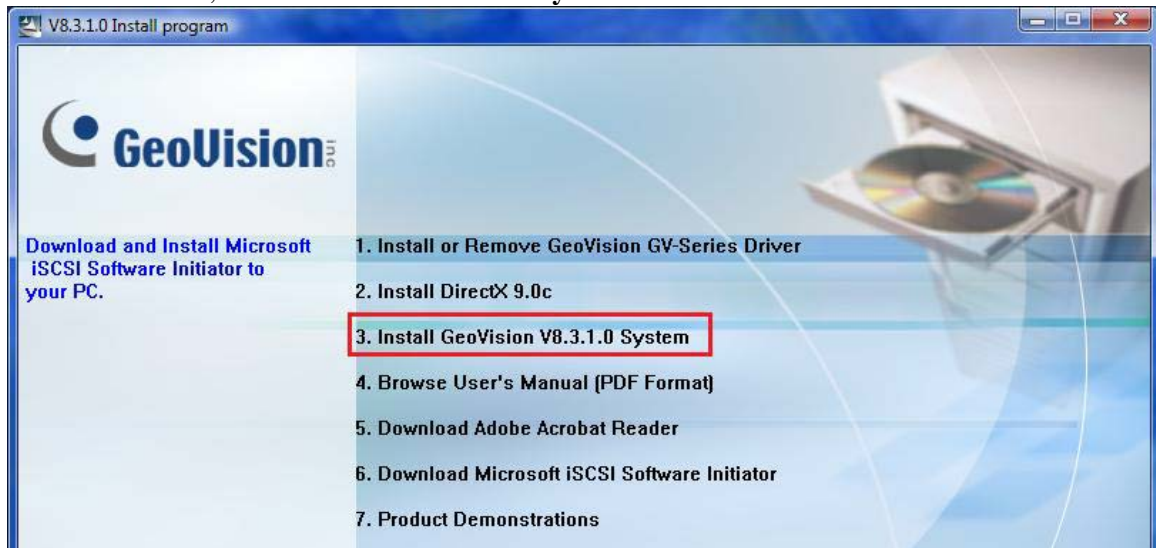 V8.3.1.0 Install program
GeoVision inc
Download and Install Microsoft
iSCSI Software Initiator to
your PC.
1. Install or Remove GeoVision GV-Series Driver
2. Install DirectX 9.0c
3. Install GeoVision V8.3.1.0 System
4. Browse User's Manual (PDF Format)
5. Download Adobe Acrobat Reader
6. Download Microsoft iSCSI Software Initiator
7. Product Demonstrations